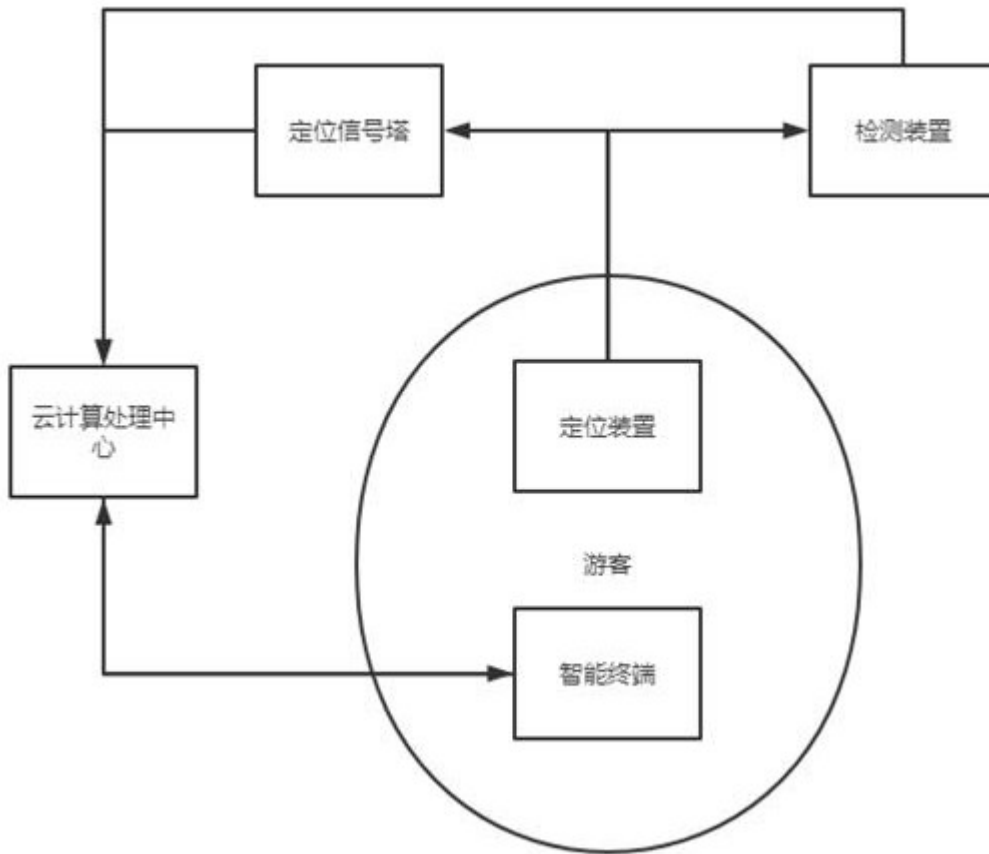 定位信号塔
检测装置
云计算处理中
心
定位装置
游客
智能终端